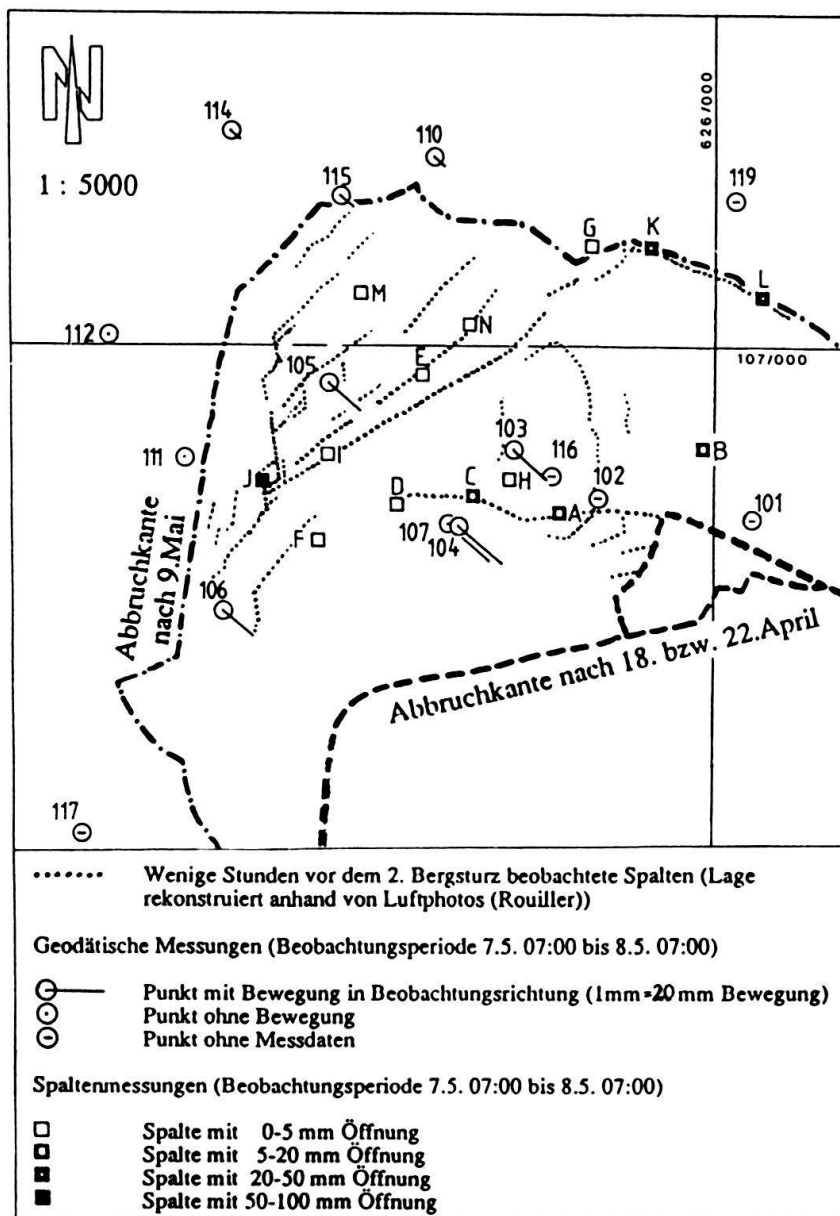 N
1 : 5000
114
110
115
626/000
119
G
K
L
M
N
112
107/000
105
E
103
116
B
111
J
I
D
C
H
102
A
101
F
107
104
106
Abbruchkante
nach 9.Mai
Abbruchkante nach 18. bzw. 22.April
117
Wenige Stunden vor dem 2. Bergsturz beobachtete Spalten (Lage
rekonstruiert anhand von Luftphotos (Rouiller))
Geodätische Messungen (Beobachtungsperiode 7.5. 07:00 bis 8.5. 07:00)
Punkt mit Bewegung in Beobachtungsrichtung (1mm=20 mm Bewegung)
Punkt ohne Bewegung
Punkt ohne Messdaten
Spaltenmessungen (Beobachtungsperiode 7.5. 07:00 bis 8.5. 07:00)
Spalte mit 0-5 mm Öffnung
Spalte mit 5-20 mm Öffnung
Spalte mit 20-50 mm Öffnung
Spalte mit 50-100 mm Öffnung